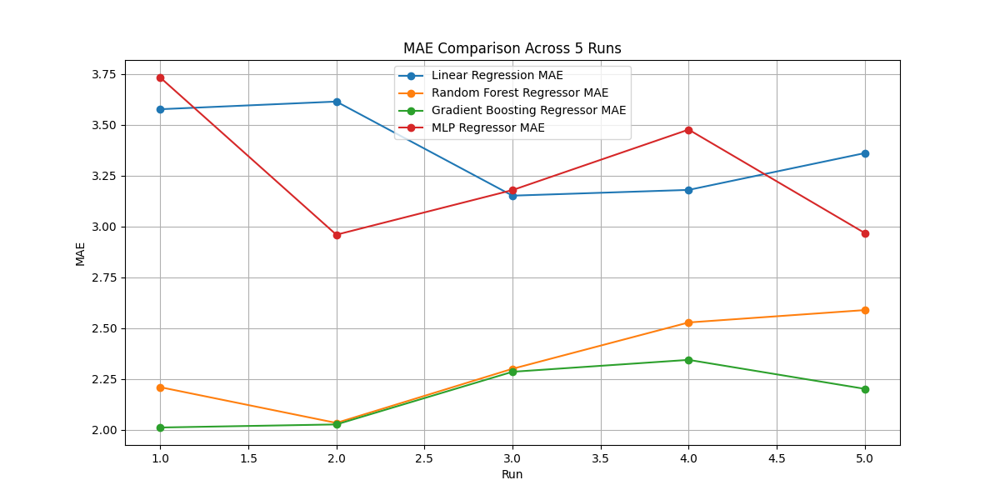 MAE Comparison Across 5 Runs
Linear Regression MAE
Random Forest Regressor MAE
Gradient Boosting Regressor MAE
MLP Regressor MAE
3.75
3.50
3.25
3.00
2.75
2.50
2.25
2.00
MAE
1.0 1.5 2.0 2.5 3.0 3.5 4.0 4.5 5.0
Run